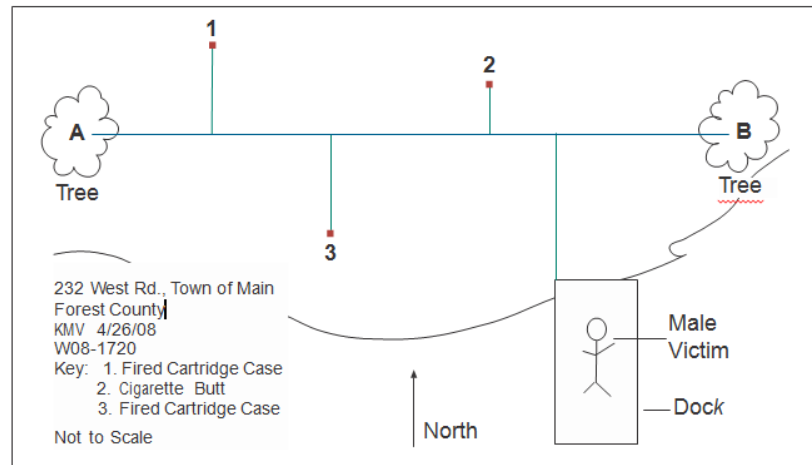 1
2
A
B
Tree
Tree
3
232 West Rd., Town of Main
Forest County
KMV 4/26/08
W08-1720
Key: 1. Fired Cartridge Case
2. Cigarette Butt
3. Fired Cartridge Case
Not to Scale
North
Male
Victim
Dock